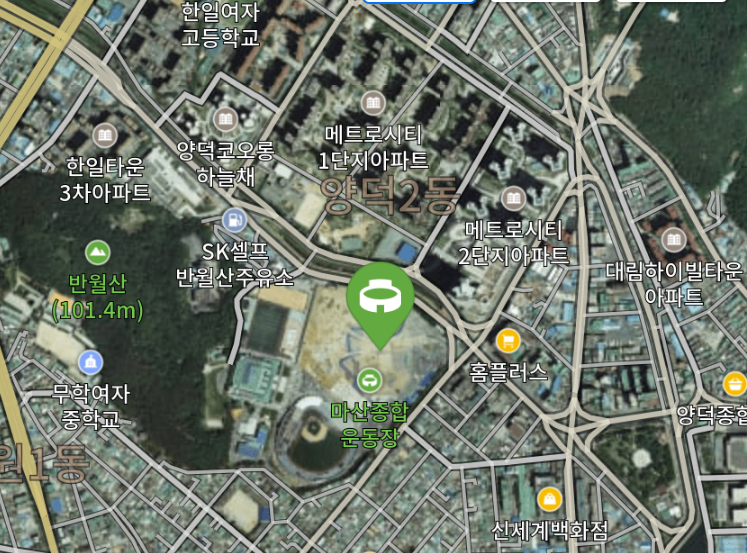 한일여자
고등학교
메트로시티
1단지아파트
양덕코오롱
하늘채
한일타운
3차아파트
양덕2동
메트로시티
2단지아파트
SK셀프
반월산주유소
대림하이빌타운
아파트
반월산
(101.4m)
홈플러스
무학여자
중학교
마산종합
운동장
양덕종합
원1동
신세계백화점